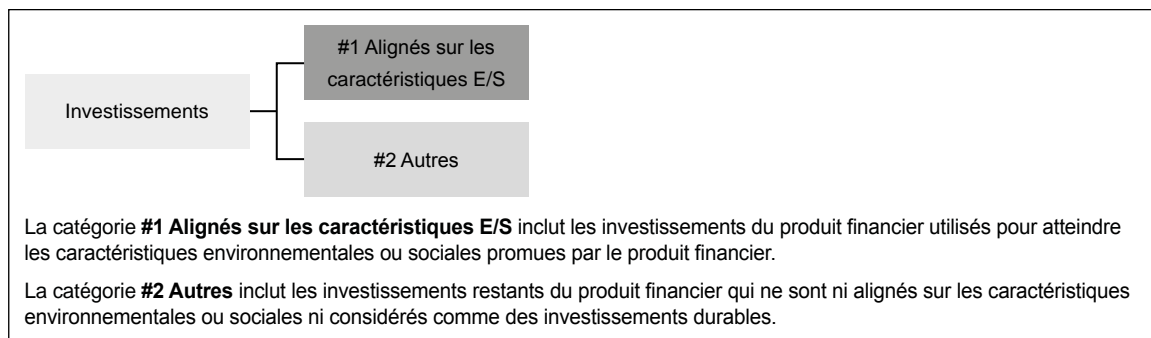 #1 Alignés sur les
caractéristiques E/S
Investissements
#2 Autres
La catégorie #1 Alignés sur les caractéristiques E/S inclut les investissements du produit financier utilisés pour atteindre
les caractéristiques environnementales ou sociales promues par le produit financier.
La catégorie #2 Autres inclut les investissements restants du produit financier qui ne sont ni alignés sur les caractéristiques
environnementales ou sociales ni considérés comme des investissements durables.